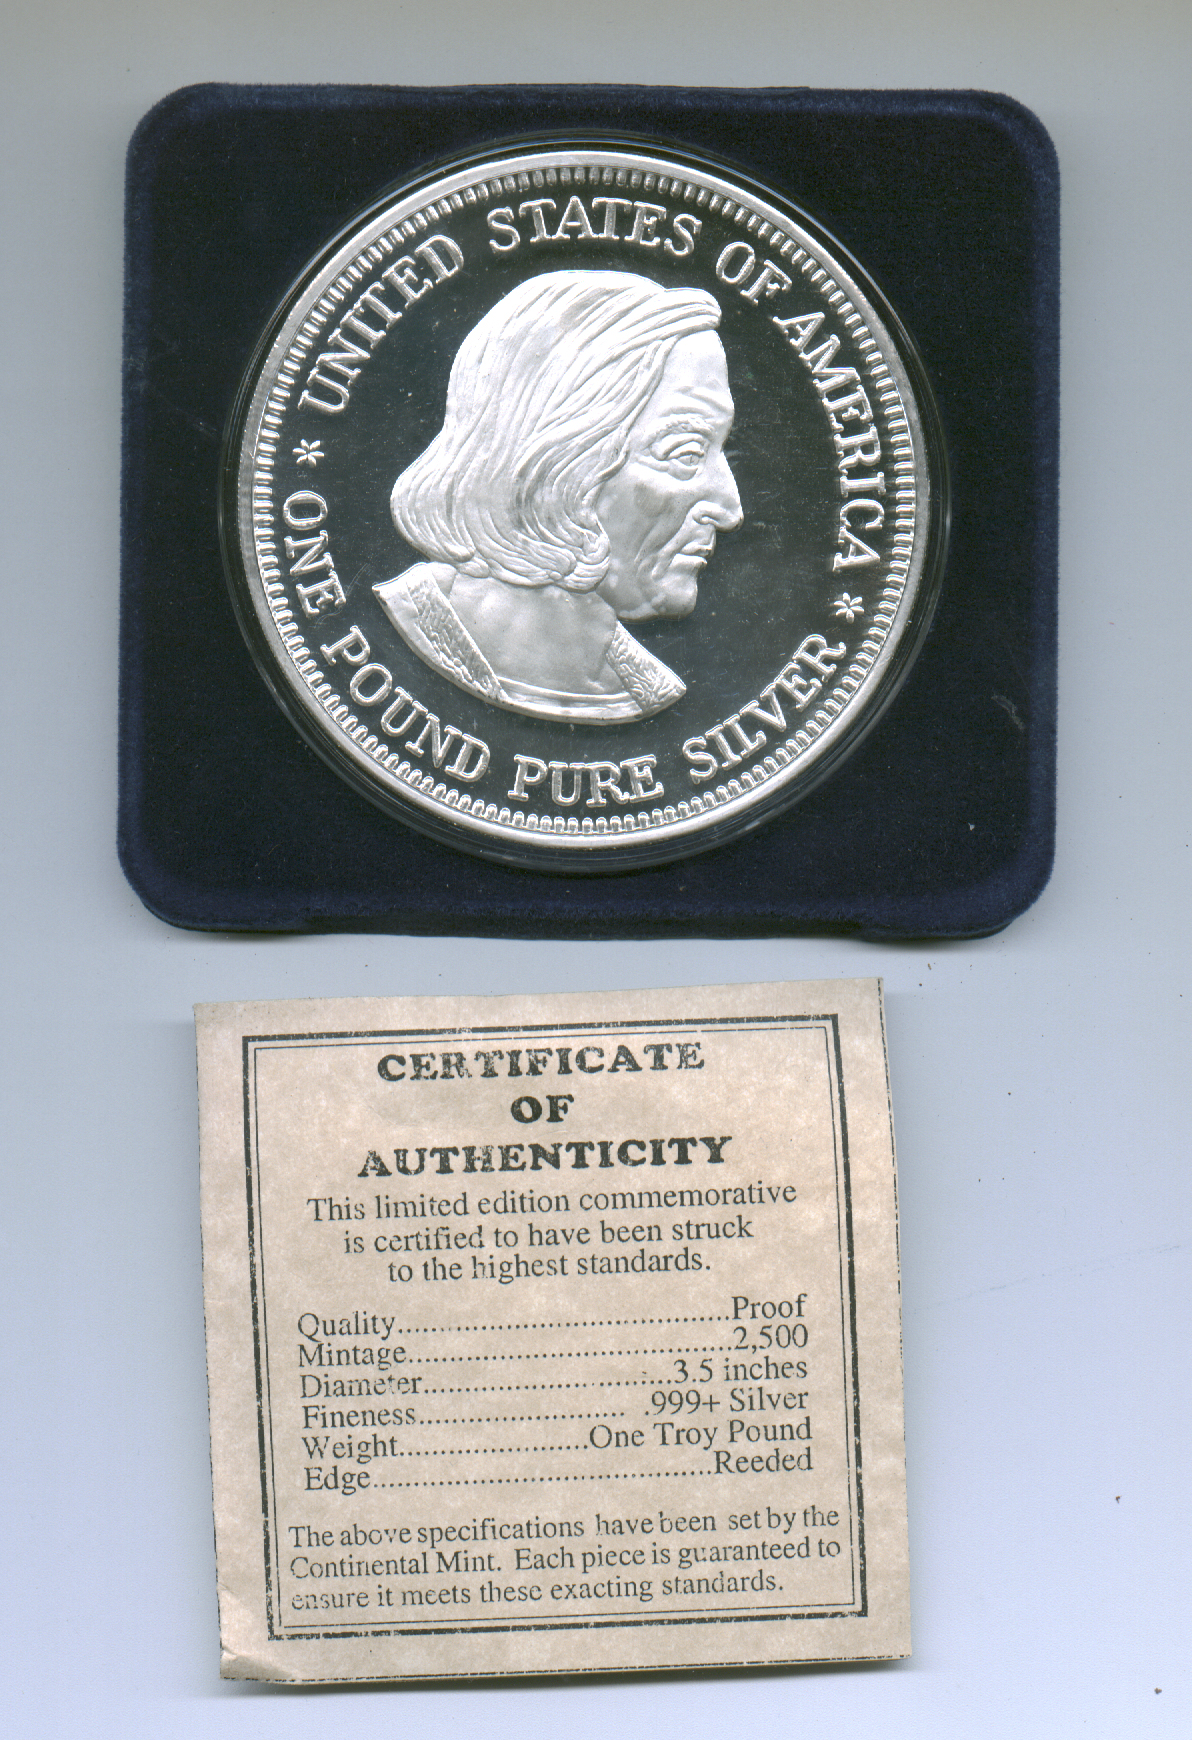 UNITED STATES OF AMERICA
* ONE POUND PURE SILVER *
CERTIFICATE
OF
AUTHENTICITY
This limited edition commemorative
is certified to have been struck
to the highest standards.
Quality..........................................Proof
Mintage.........................................2,500
Diameter................................3.5 inches
Fineness.......................... .999+ Silver
Weight.......................One Troy Pound
Edge..........................................Reeded
The above specifications have been set by the
Continental Mint. Each piece is guaranteed to
ensure it meets these exacting standards.